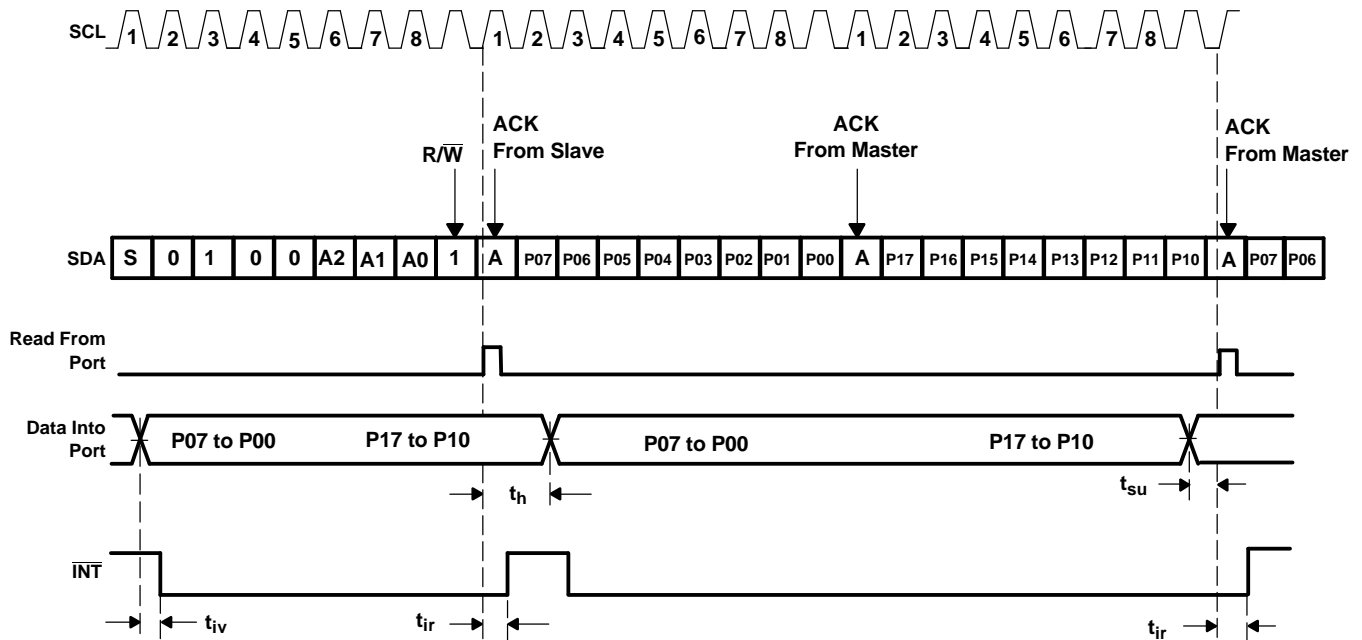 SCL 1 2 3 4 5 6 7 8 1 2 3 4 5 6 7 8 1 2 3 4 5 6 7 8
ACK
From Slave
ACK
From Master
ACK
From Master
R/W̅
SDA S 0 1 0 0 A2 A1 A0 1 A P07 P06 P05 P04 P03 P02 P01 P00 A P17 P16 P15 P14 P13 P12 P11 P10 A P07 P06
Read From
Port
Data Into
Port
P07 to P00 P17 to P10 P07 to P00 P17 to P10
th tsu
I̅N̅T̅
tiv tir tir